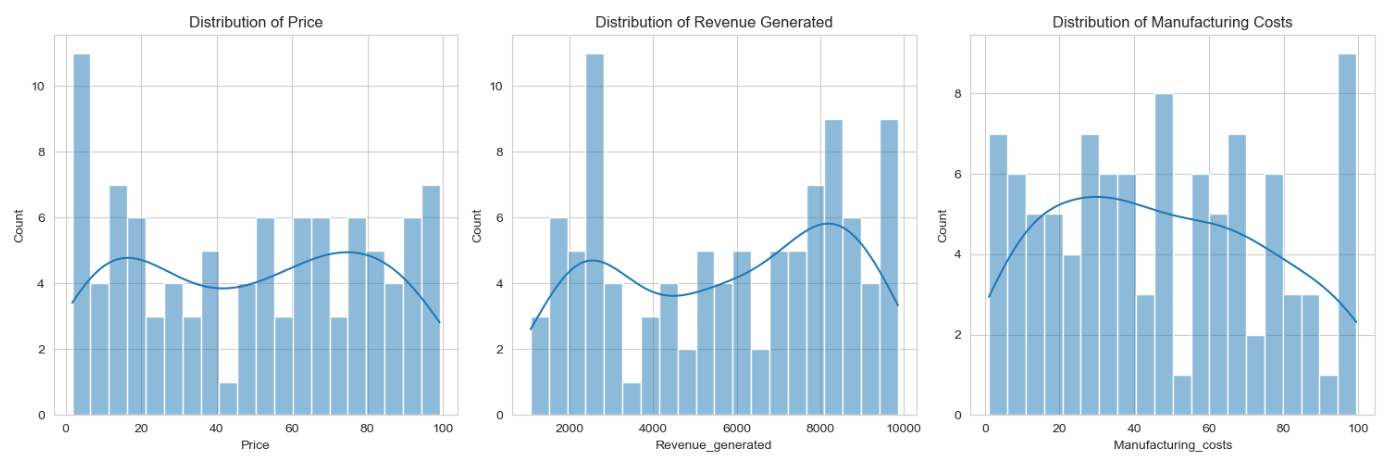 Distribution of Price
Count
10
8
6
4
2
0
0 20 40 60 80 100
Price
Distribution of Revenue Generated
Count
10
8
6
4
2
0
2000 4000 6000 8000 10000
Revenue_generated
Distribution of Manufacturing Costs
Count
8
6
4
2
0
0 20 40 60 80 100
Manufacturing_costs